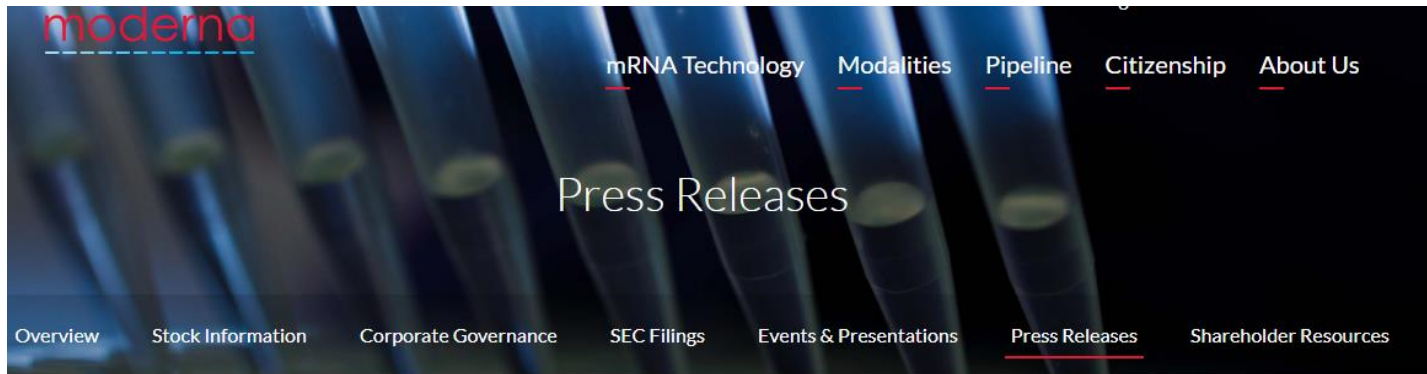 moderna
mRNA Technology Modalities Pipeline Citizenship About Us
Press Releases
Overview Stock Information Corporate Governance SEC Filings Events & Presentations Press Releases Shareholder Resources